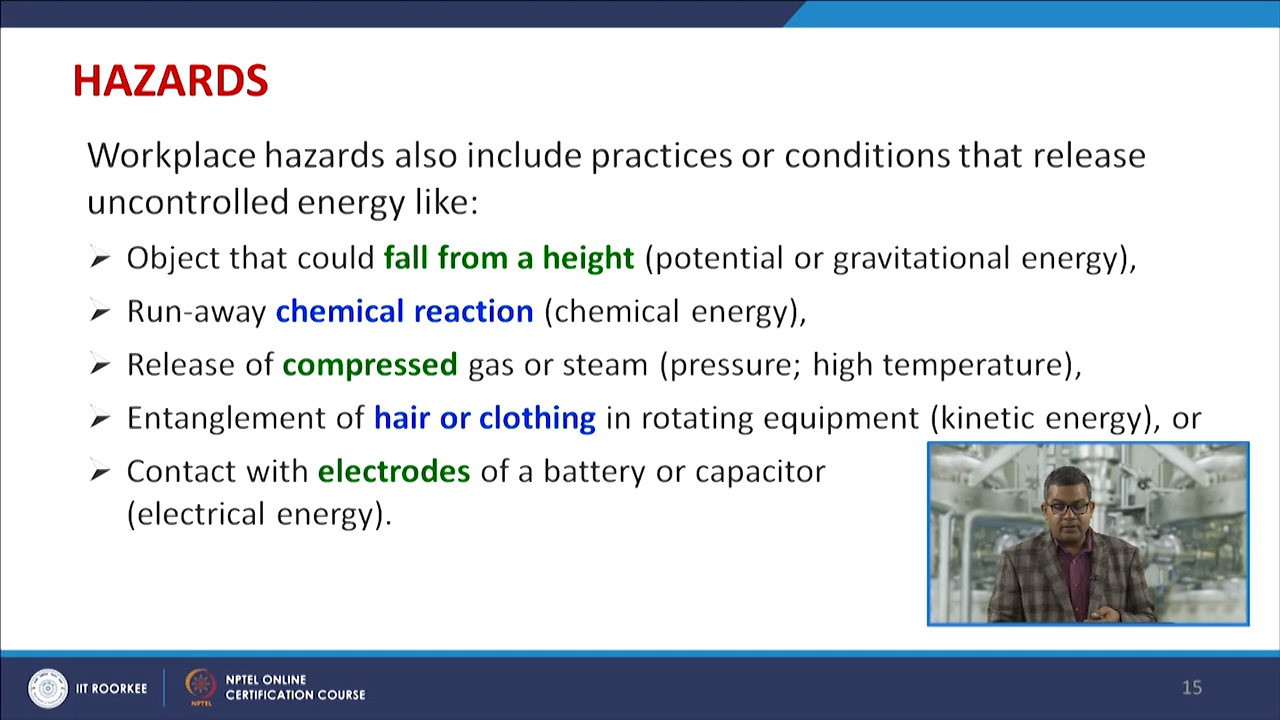 HAZARDS
Workplace hazards also include practices or conditions that release
uncontrolled energy like:
➢ Object that could fall from a height (potential or gravitational energy),
➢ Run-away chemical reaction (chemical energy),
➢ Release of compressed gas or steam (pressure; high temperature),
➢ Entanglement of hair or clothing in rotating equipment (kinetic energy), or
➢ Contact with electrodes of a battery or capacitor
(electrical energy).
IIT ROORKEE
NPTEL
NPTEL ONLINE
CERTIFICATION COURSE
15